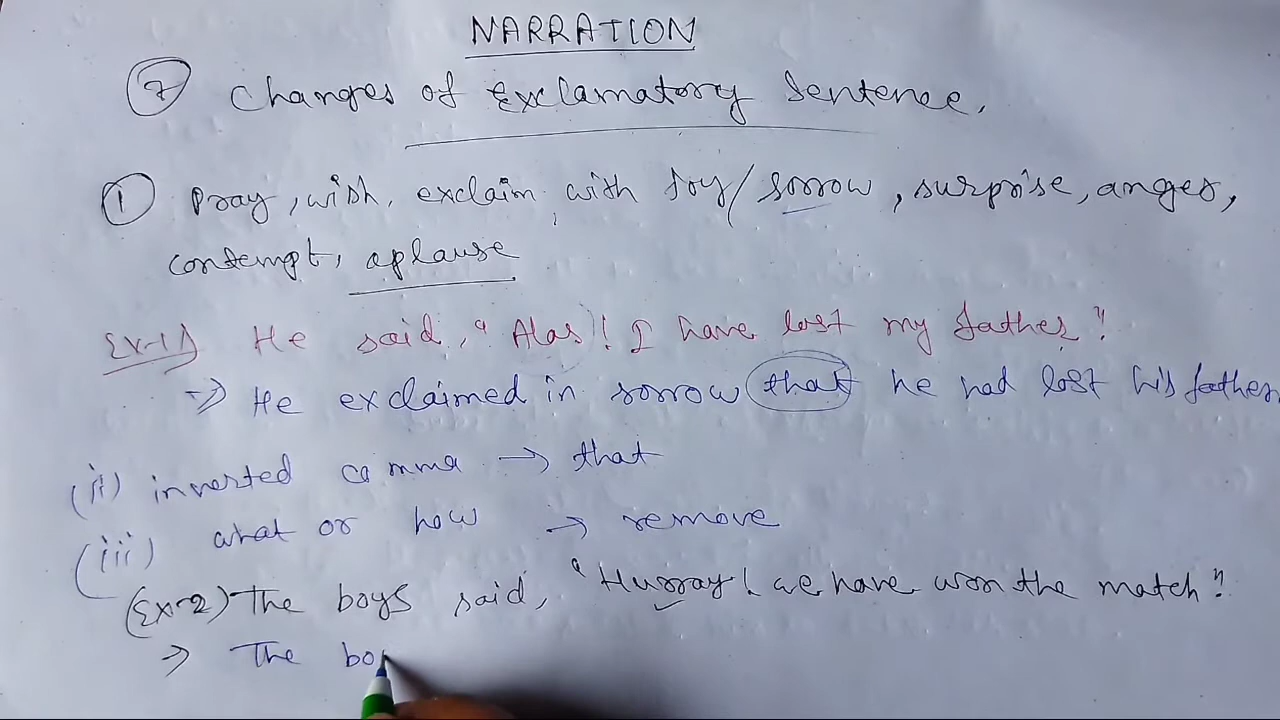 NARRATION
7 Changes of Exclamatory Sentence.
1 Pray, wish, exclaim, with Joy/sorrow, surprise, anger,
contempt, aplause
Ex-1) He said, "Alas! I have lost my father."
→ He exclaimed in sorrow that he had lost his father
(ii) inverted comma → that
(iii) what or how → remove
(Ex-2) The boys said, "Hurray! we have won the match".
→ The bo